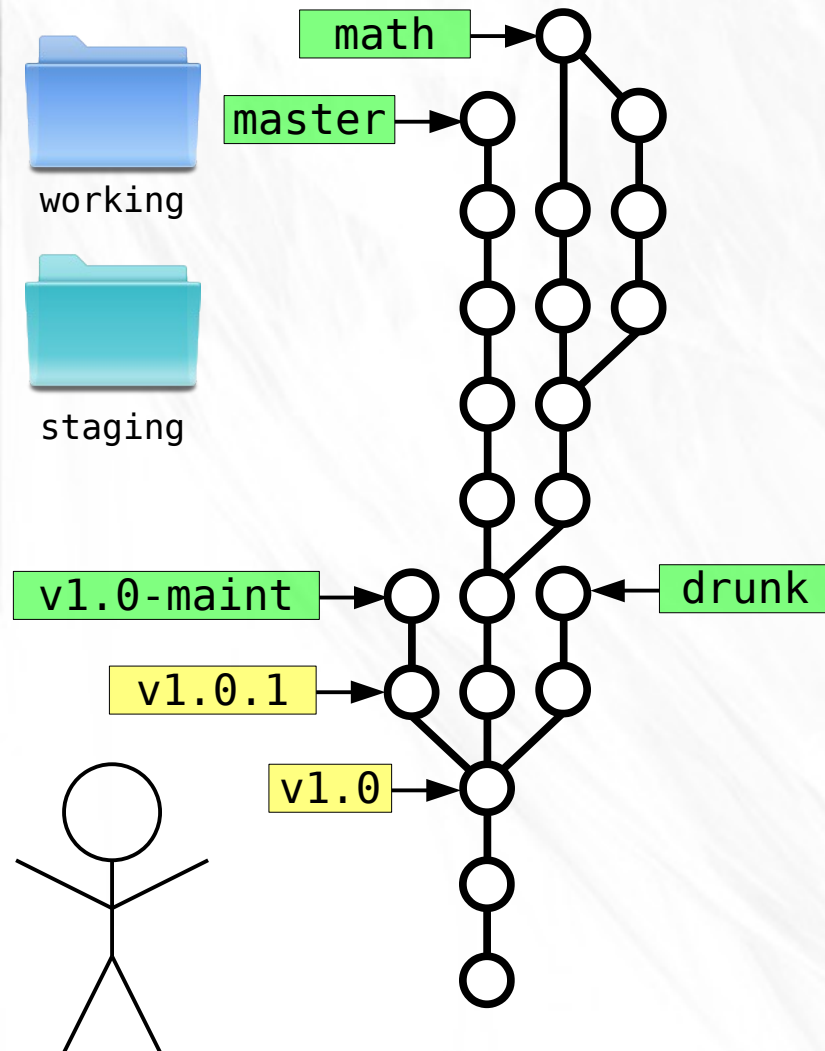 math
master
working
staging
v1.0-maint
drunk
v1.0.1
v1.0